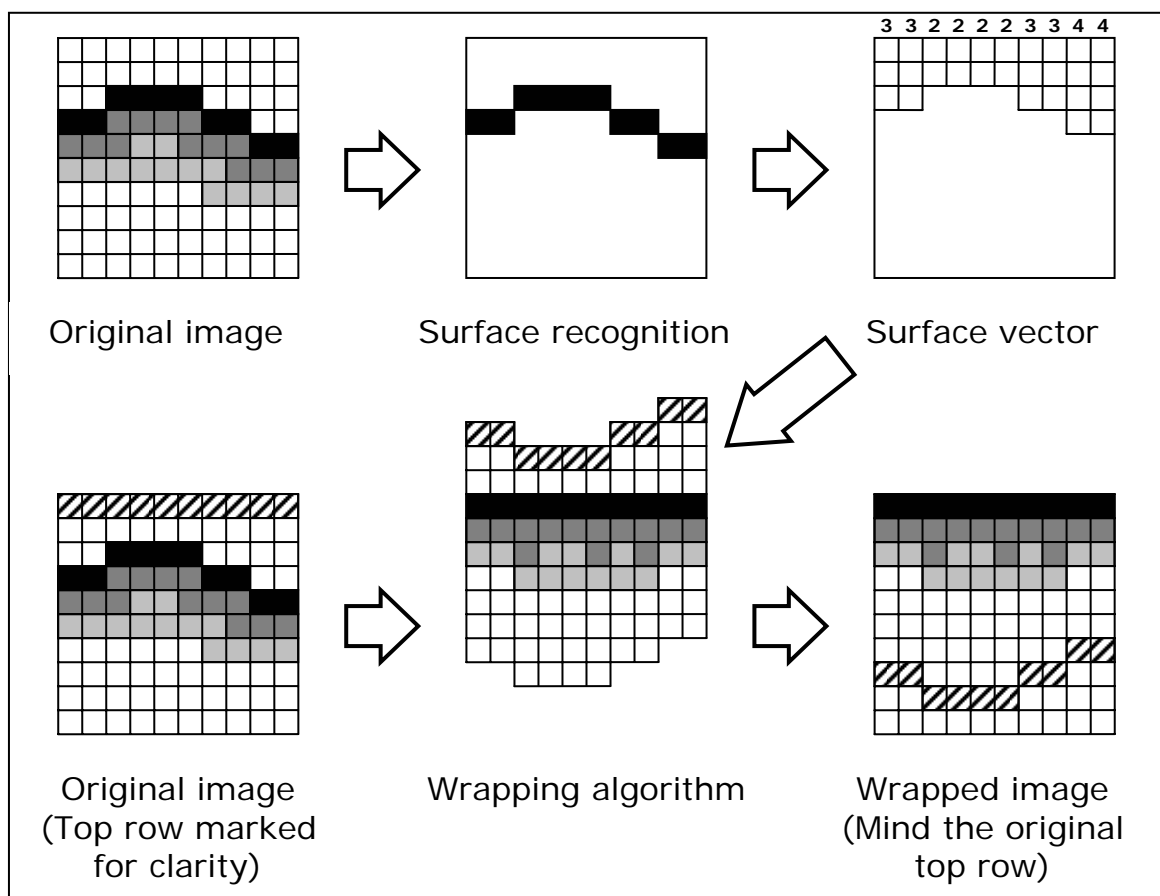 3 3 2 2 2 2 3 3 4 4
Original image
Surface recognition
Surface vector
Original image
(Top row marked
for clarity)
Wrapping algorithm
Wrapped image
(Mind the original
top row)